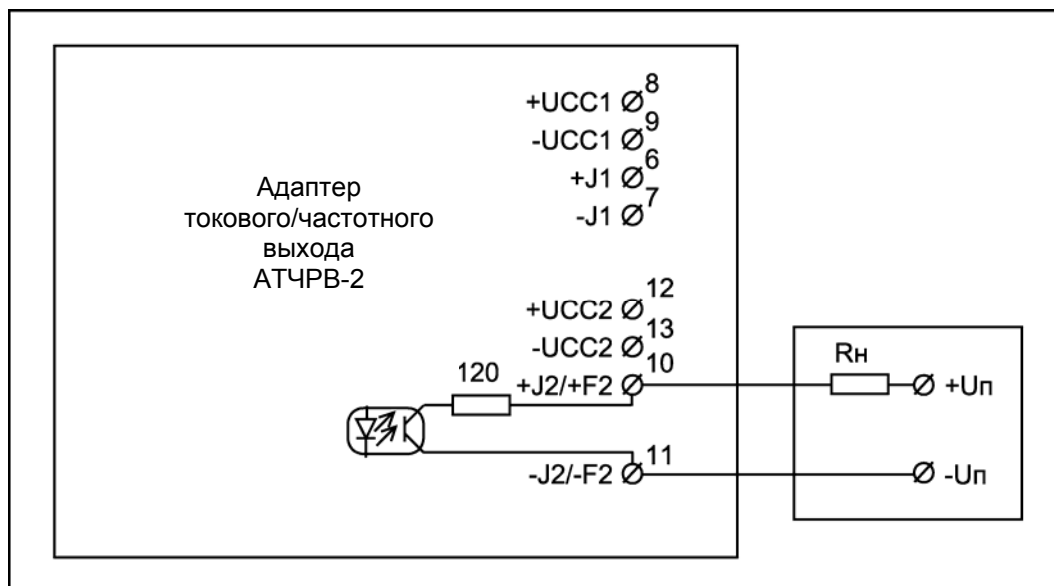 8
+UCC1
9
-UCC1
6
+J1
7
-J1
Адаптер
токового/частотного
выхода
АТЧРВ-2
12
+UCC2
13
-UCC2
10
120
+J2/+F2
Rн
+Uп
11
-J2/-F2
-Uп